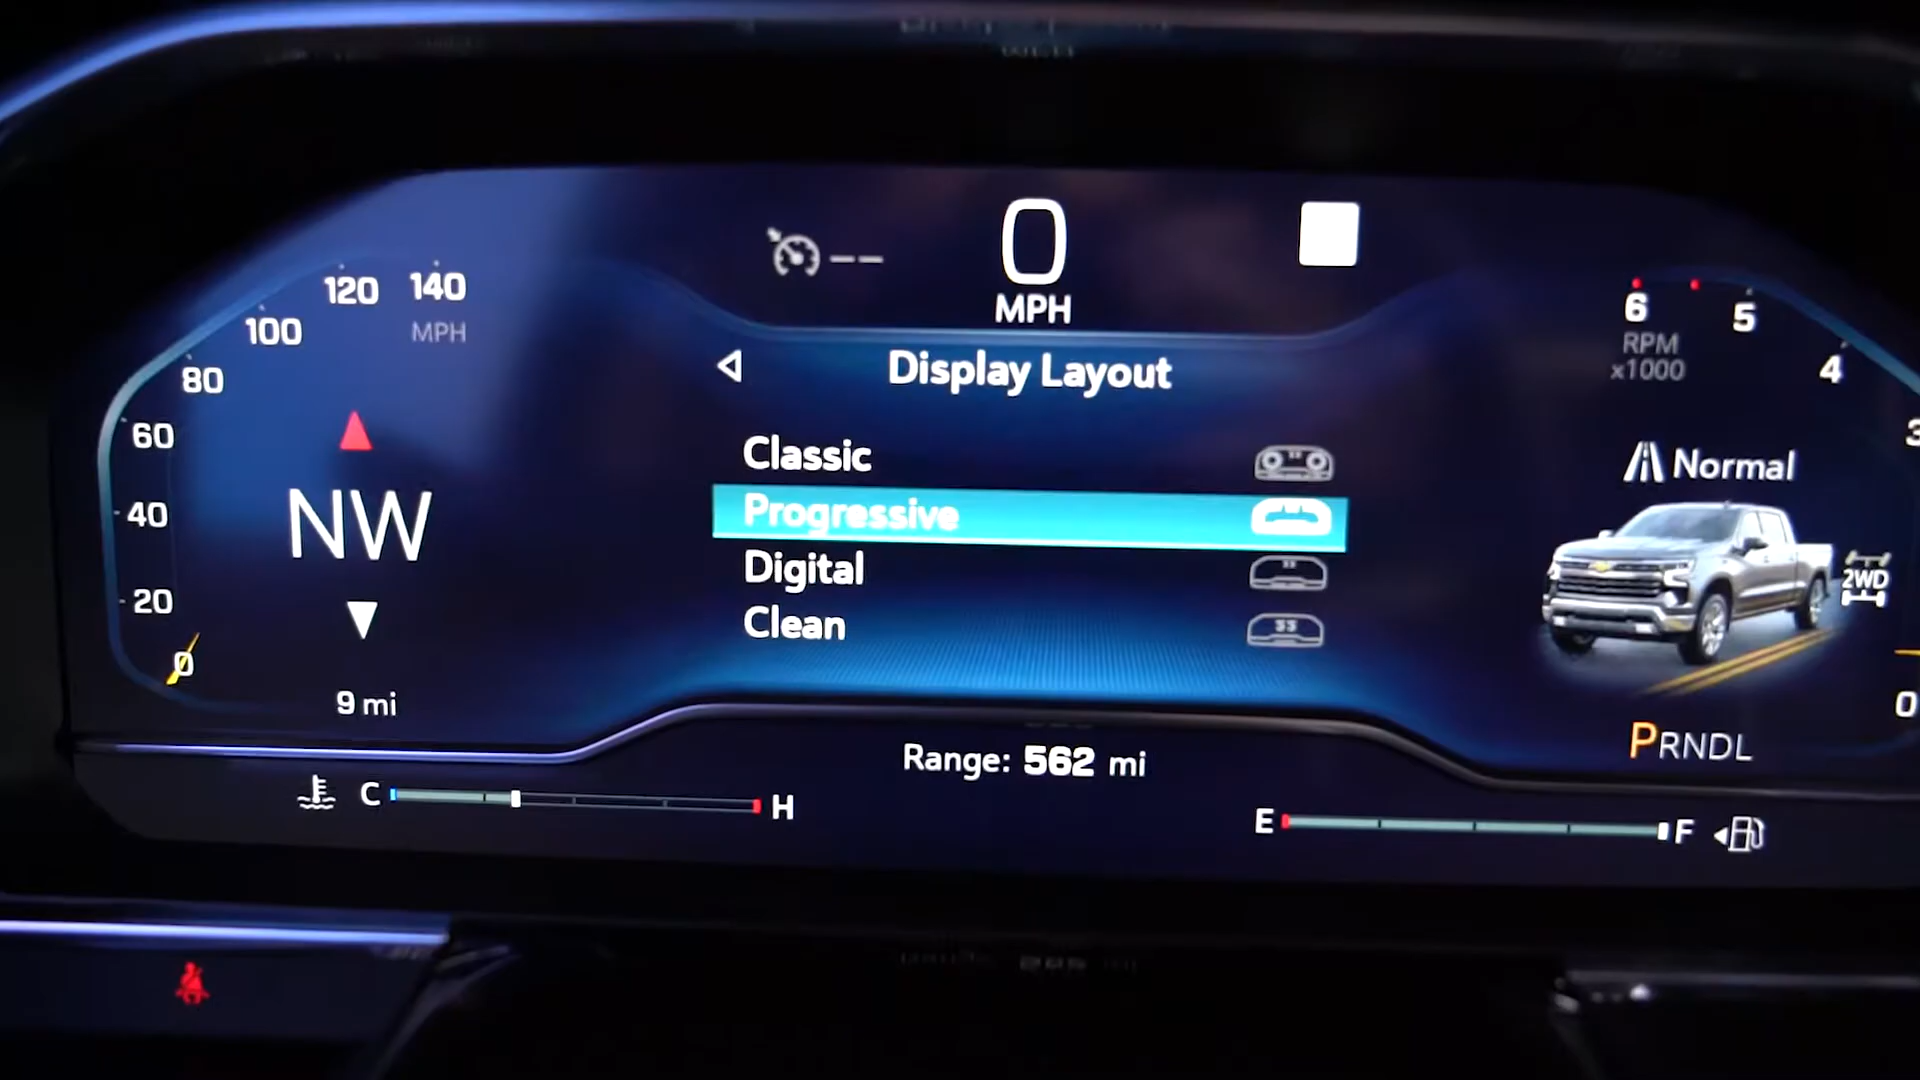 0
MPH
120 140
MPH
100
80
60
40
20
0
NW
9 mi
Display Layout
Classic
Progressive
Digital
Clean
Range: 562 mi
C H
6 5
RPM
x1000
4
3
0
Normal
2WD
PRNDL
E F